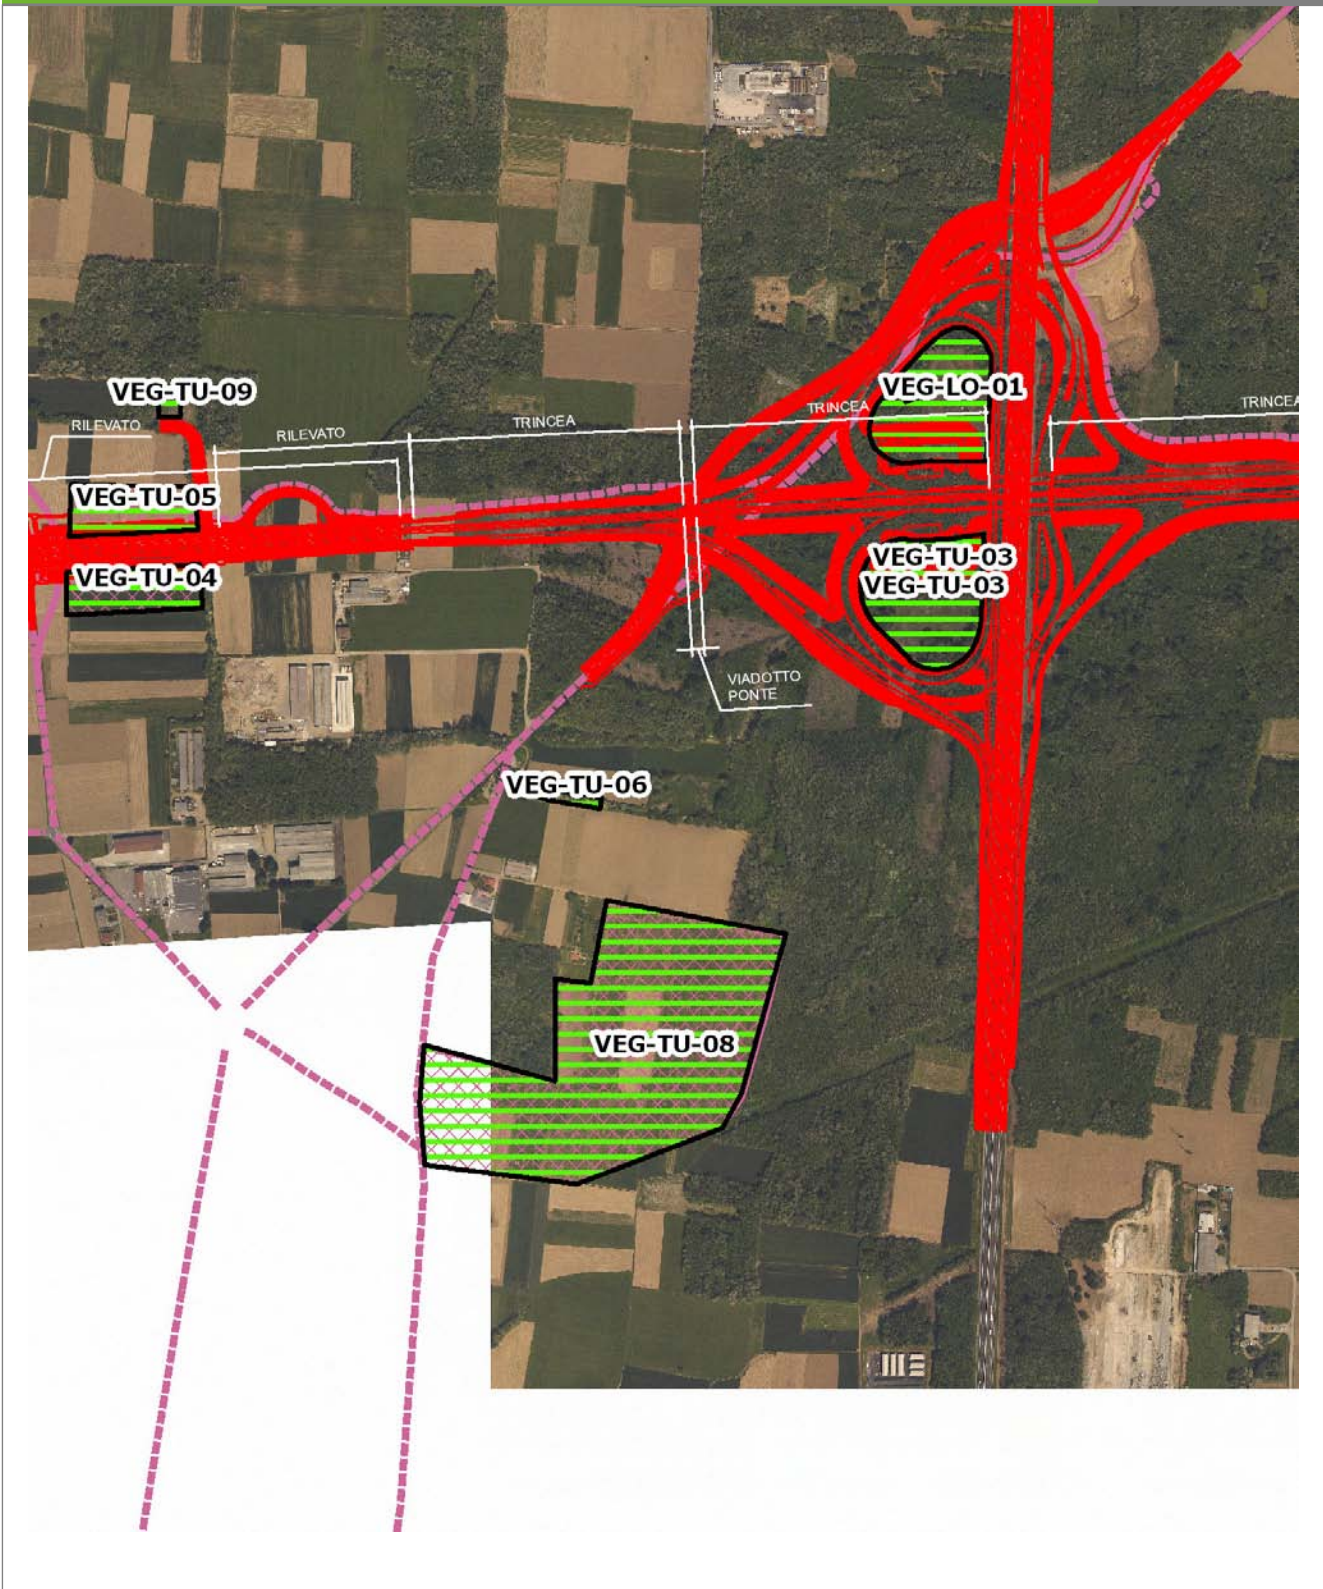 VEG-TU-09
VEG-LO-01
TRINCEA
TRINCEA
TRINCEA
RILEVATO
RILEVATO
VEG-TU-05
VEG-TU-03
VEG-TU-04
VEG-TU-03
VIADOTTO
PONTE
VEG-TU-06
VEG-TU-08